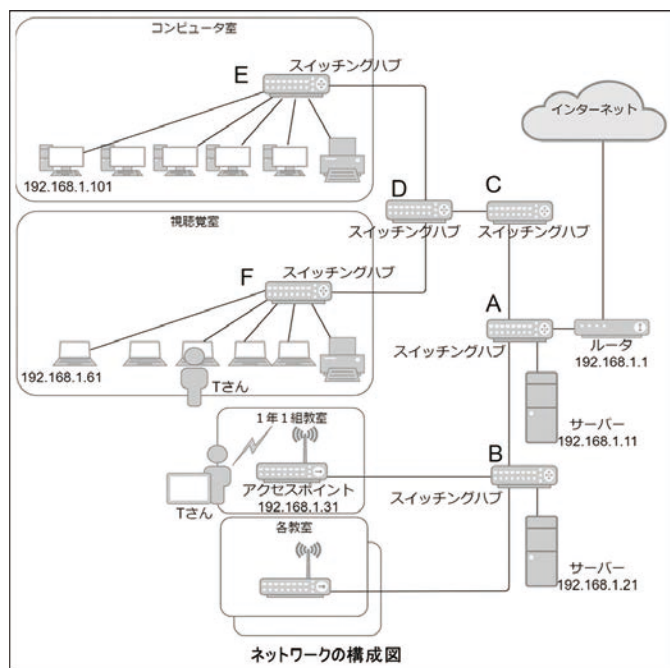 コンピュータ室
E
スイッチングハブ
192.168.1.101
インターネット
D
スイッチングハブ
C
スイッチングハブ
視聴覚室
F
スイッチングハブ
192.168.1.61
Tさん
A
スイッチングハブ
ルータ
192.168.1.1
サーバー
192.168.1.11
1年1組教室
アクセスポイント
192.168.1.31
Tさん
B
スイッチングハブ
サーバー
192.168.1.21
各教室
ネットワークの構成図